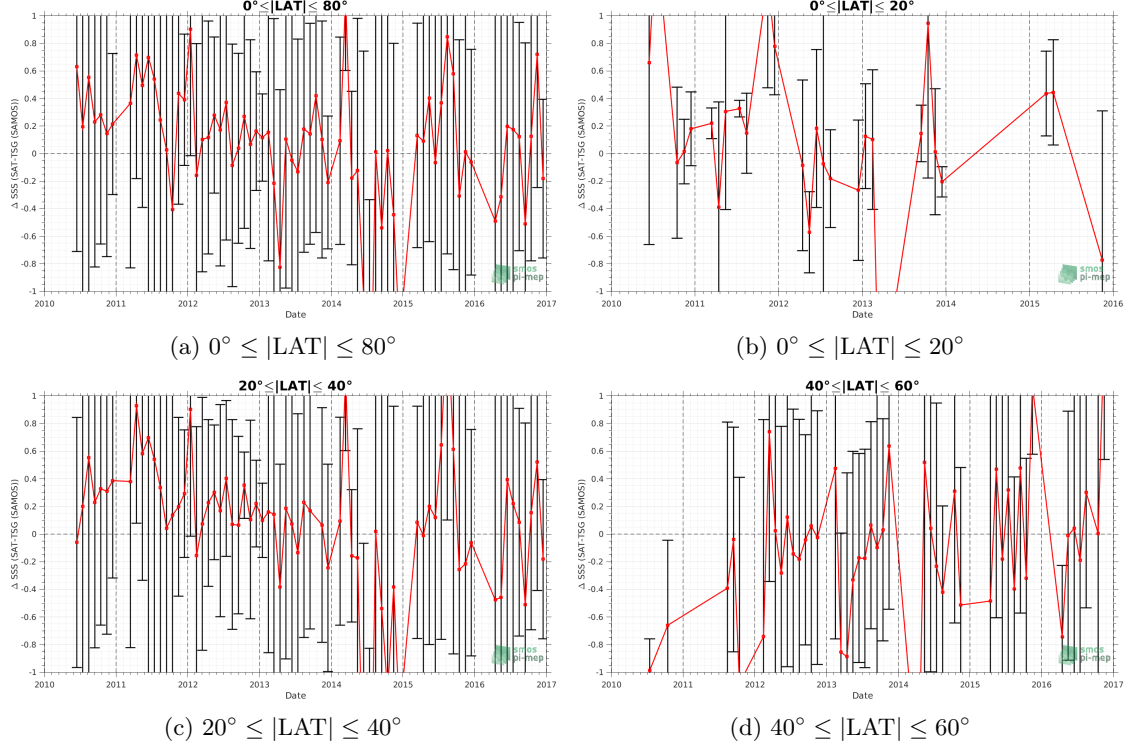 0°≤|LAT|≤ 80°
Δ SSS (SAT-TSG (SAMOS))
1
0.8
0.6
0.4
0.2
0
-0.2
-0.4
-0.6
-0.8
-1
2010 2011 2012 2013 2014 2015 2016 2017
Date
smos
pi-mep
(a) 0° ≤ |LAT| ≤ 80°
0°≤|LAT|≤ 20°
Δ SSS (SAT-TSG (SAMOS))
1
0.8
0.6
0.4
0.2
0
-0.2
-0.4
-0.6
-0.8
-1
2010 2011 2012 2013 2014 2015 2016
Date
smos
pi-mep
(b) 0° ≤ |LAT| ≤ 20°
20°≤|LAT|≤ 40°
Δ SSS (SAT-TSG (SAMOS))
1
0.8
0.6
0.4
0.2
0
-0.2
-0.4
-0.6
-0.8
-1
2010 2011 2012 2013 2014 2015 2016 2017
Date
smos
pi-mep
(c) 20° ≤ |LAT| ≤ 40°
40°≤|LAT|≤ 60°
Δ SSS (SAT-TSG (SAMOS))
1
0.8
0.6
0.4
0.2
0
-0.2
-0.4
-0.6
-0.8
-1
2010 2011 2012 2013 2014 2015 2016 2017
Date
smos
pi-mep
(d) 40° ≤ |LAT| ≤ 60°